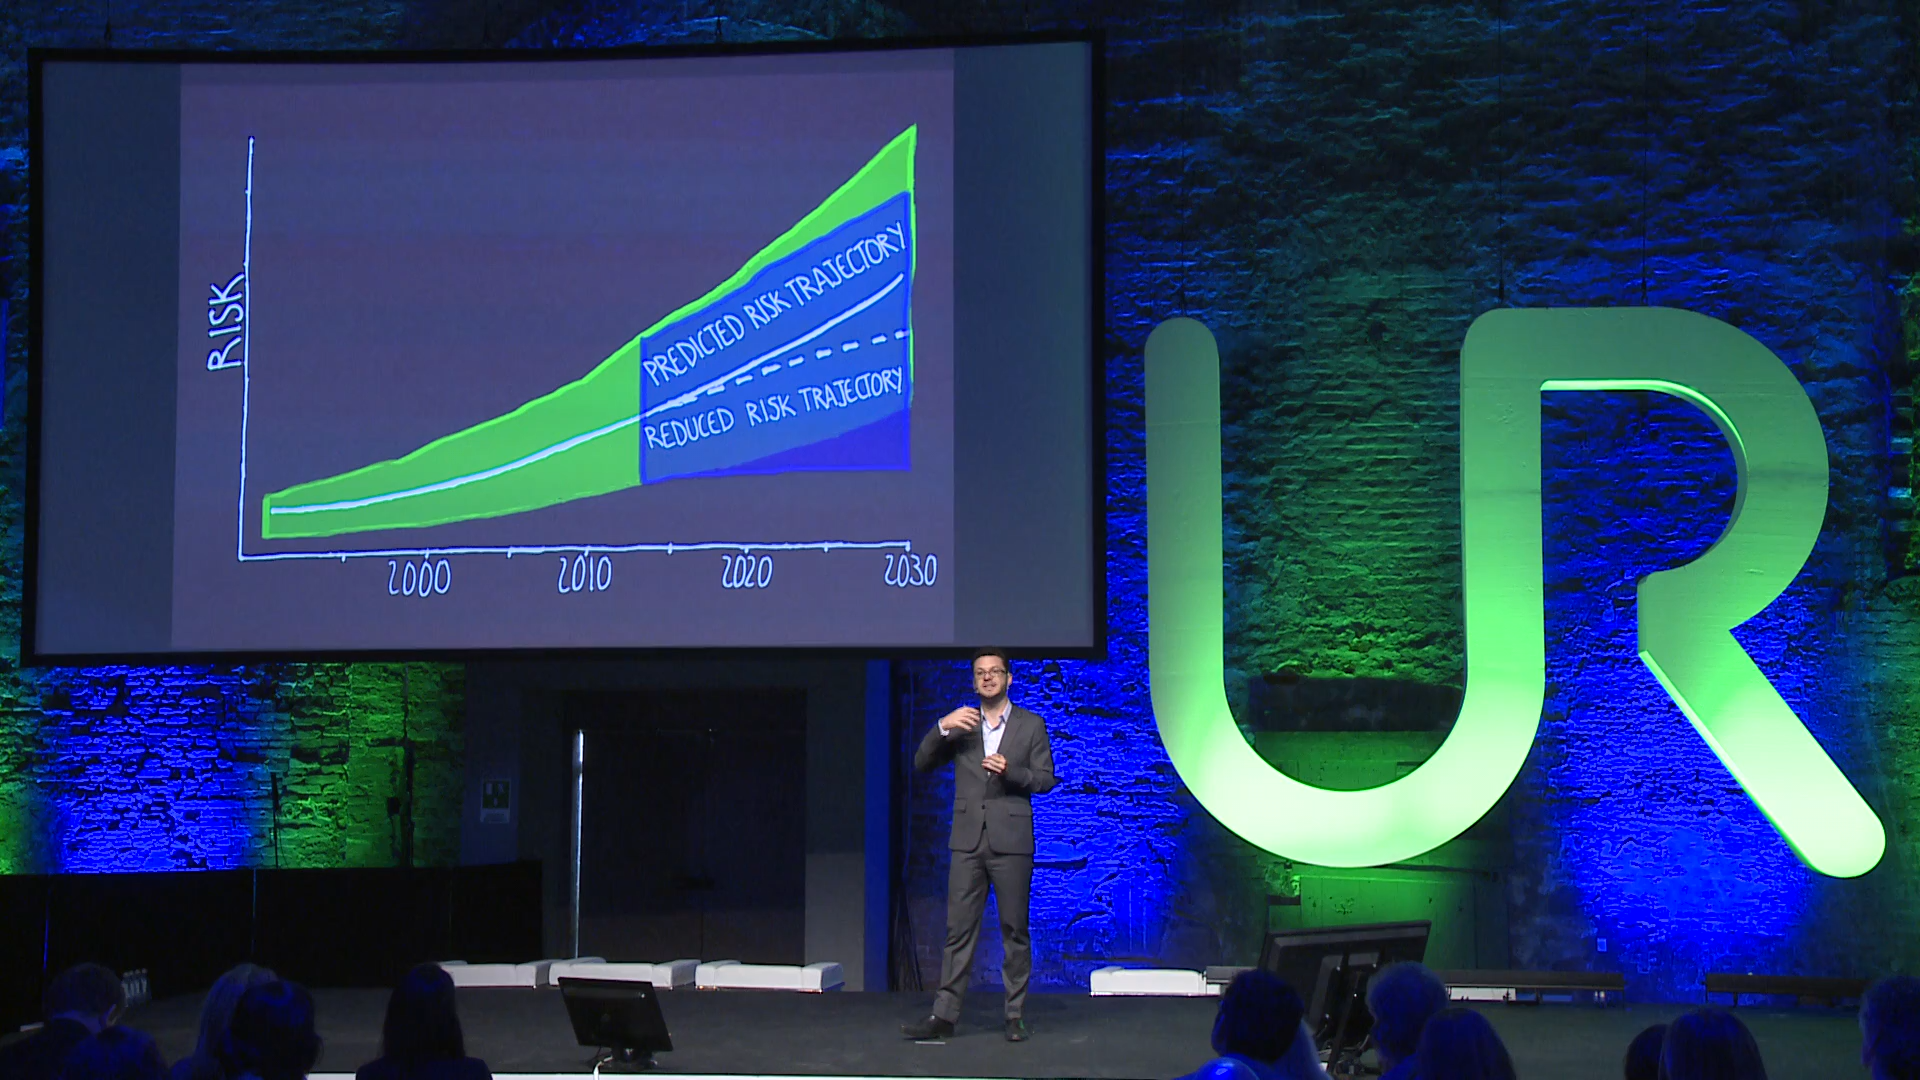 RISK
PREDICTED RISK TRAJECTORY
REDUCED RISK TRAJECTORY
2000 2010 2020 2030
UR